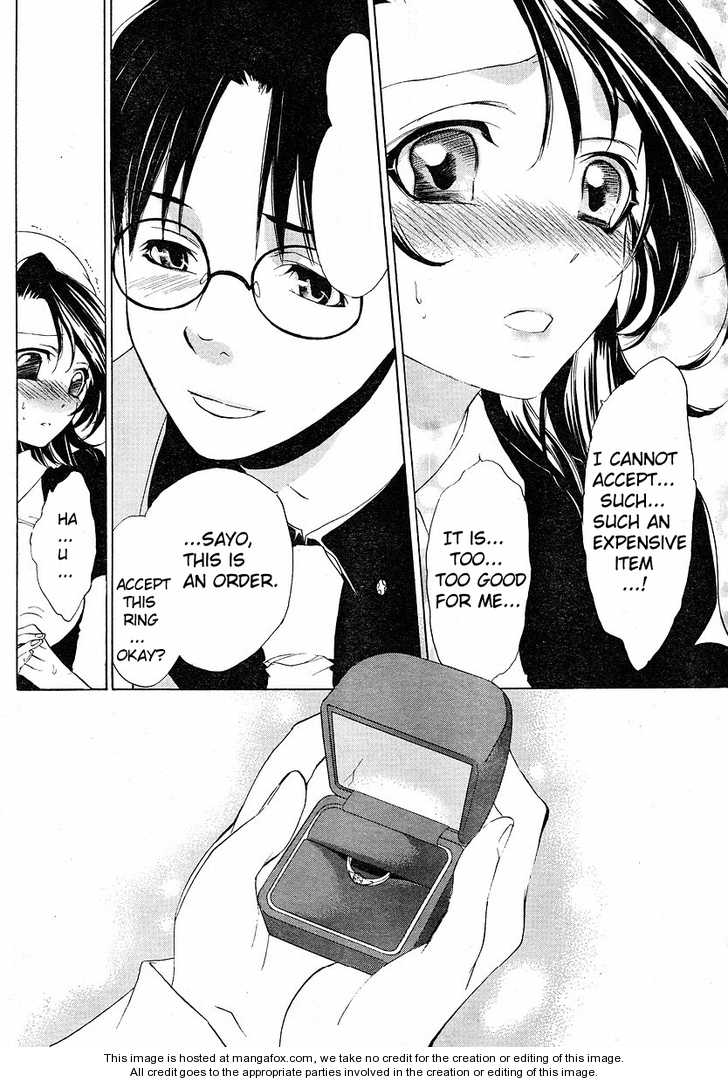 I CANNOT
ACCEPT...
SUCH...
SUCH AN
EXPENSIVE
ITEM
...!
IT IS...
TOO...
TOO GOOD
FOR ME...
...SAYO,
THIS IS
AN ORDER.
ACCEPT
THIS
RING
...
OKAY?
HA
...
U
...
This image is hosted at mangafox.com, we take no credit for the creation or editing of this image.
All credit goes to the appropriate parties involved in the creation or editing of this image.